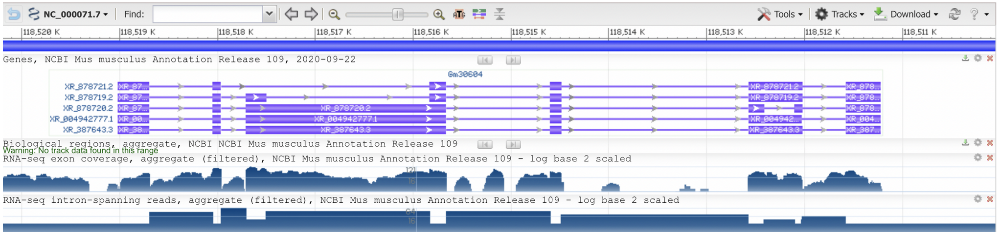 NC_000071.7 Find: Tools Tracks Download ?
118,520 K 118,519 K 118,518 K 118,517 K 118,516 K 118,515 K 118,514 K 118,513 K 118,512 K 118,511 K
Genes, NCBI Mus musculus Annotation Release 109, 2020-09-22
Gm30604
XR_878721.2 XR_87... XR_878721.2 XR_878...
XR_878719.2 XR_87... XR_878719.2 XR_878...
XR_878720.2 XR_87... XR_878720.2 XR_878...
XR_004942777.1 XR_00... XR_004942777.1 XR_004942... XR_004...
XR_387643.3 XR_38... XR_387643.3 XR_387643.3 XR_387...
Biological regions, aggregate, NCBI NCBI Mus musculus Annotation Release 109
Warning: No track data found in this range
RNA-seq exon coverage, aggregate (filtered), NCBI Mus musculus Annotation Release 109 - log base 2 scaled
121
16
RNA-seq intron-spanning reads, aggregate (filtered), NCBI Mus musculus Annotation Release 109 - log base 2 scaled
64
16